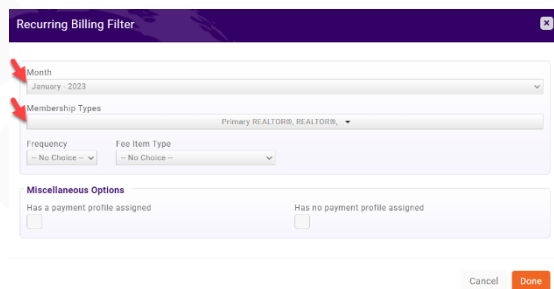 Recurring Billing Filter
Month
January - 2023
Membership Types
Primary REALTOR®, REALTOR®,
Frequency Fee Item Type
-- No Choice -- -- No Choice --
Miscellaneous Options
Has a payment profile assigned Has no payment profile assigned
Cancel Done